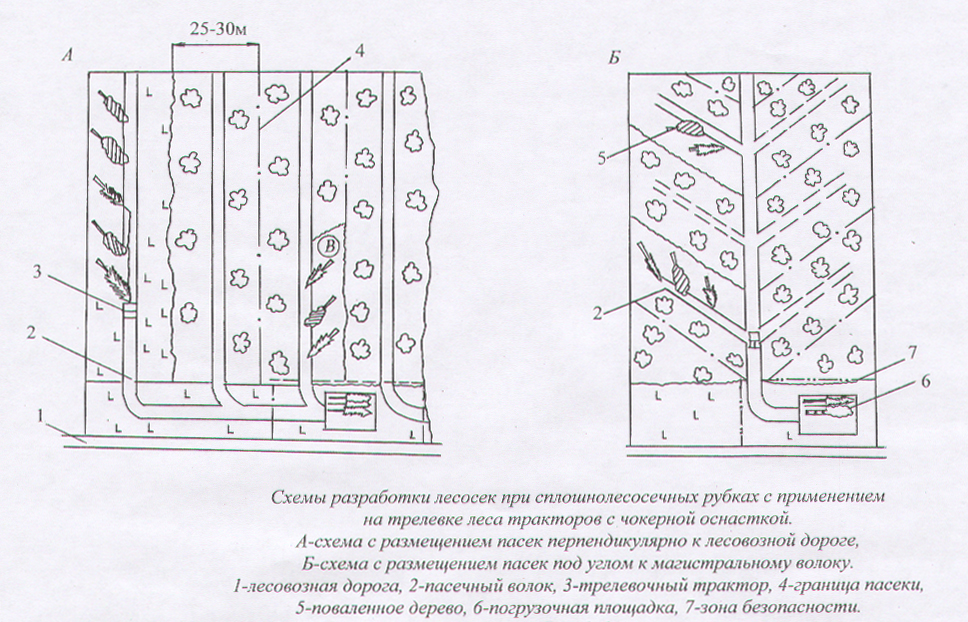 25-30м
А
4
Б
5
В
3
2
2
7
6
1
Схемы разработки лесосек при сплошнолесосечных рубках с применением
на трелевке леса тракторов с чокерной оснасткой.
А-схема с размещением пасек перпендикулярно к лесовозной дороге,
Б-схема с размещением пасек под углом к магистральному волоку.
1-лесовозная дорога, 2-пасечный волок, 3-трелевочный трактор, 4-граница пасеки,
5-поваленное дерево, 6-погрузочная площадка, 7-зона безопасности.